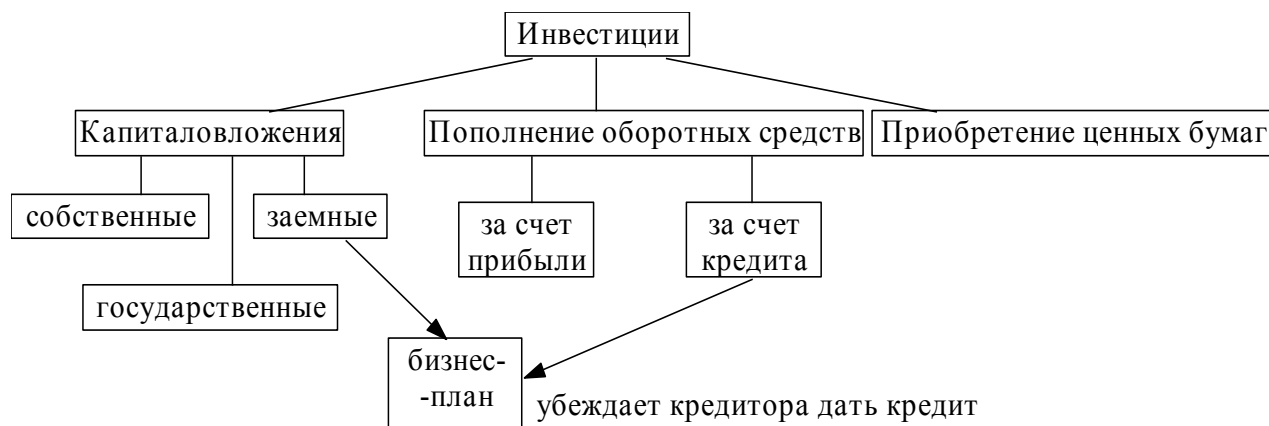 Инвестиции
Капиталовложения
Пополнение оборотных средств
Приобретение ценных бумаг
собственные
заемные
за счет
прибыли
за счет
кредита
государственные
бизнес-
-план
убеждает кредитора дать кредит